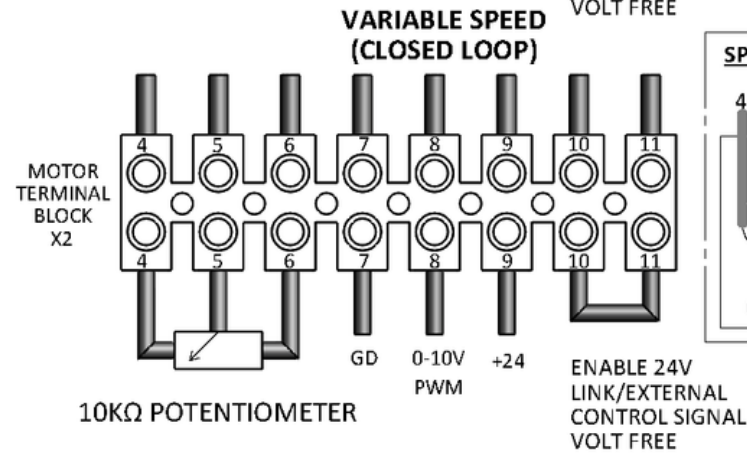 VOLT FREE
VARIABLE SPEED
(CLOSED LOOP)
SP
4
4 5 6 7 8 9 10 11
MOTOR
TERMINAL
BLOCK
X2
4 5 6 7 8 9 10 11
GD 0-10V +24
PWM
10KΩ POTENTIOMETER
ENABLE 24V
LINK/EXTERNAL
CONTROL SIGNAL
VOLT FREE